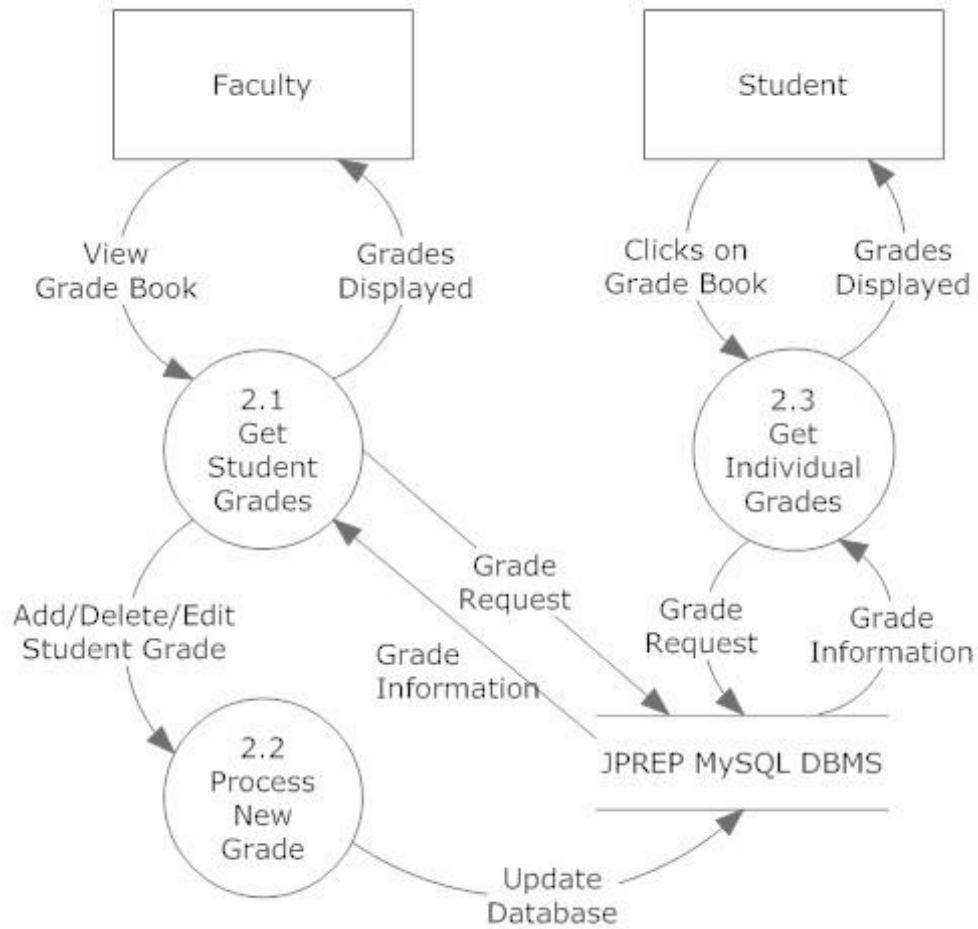 Faculty
Student
View
Grade Book
Grades
Displayed
Clicks on
Grade Book
Grades
Displayed
2.1
Get
Student
Grades
2.3
Get
Individual
Grades
Grade
Request
Add/Delete/Edit
Student Grade
Grade
Information
Grade
Request
Grade
Information
2.2
Process
New
Grade
JPREP MySQL DBMS
Update
Database